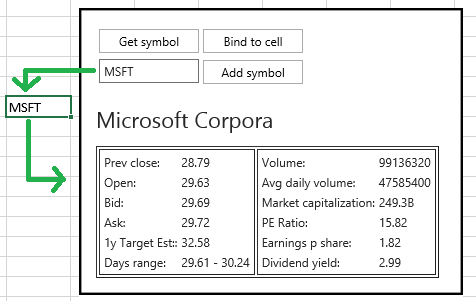 Get symbol Bind to cell
MSFT Add symbol
MSFT
Microsoft Corpora
Prev close: 28.79 Volume: 99136320
Open: 29.63 Avg daily volume: 47585400
Bid: 29.69 Market capitalization: 249.3B
Ask: 29.72 PE Ratio: 15.82
1y Target Est:: 32.58 Earnings p share: 1.82
Days range: 29.61 - 30.24 Dividend yield: 2.99